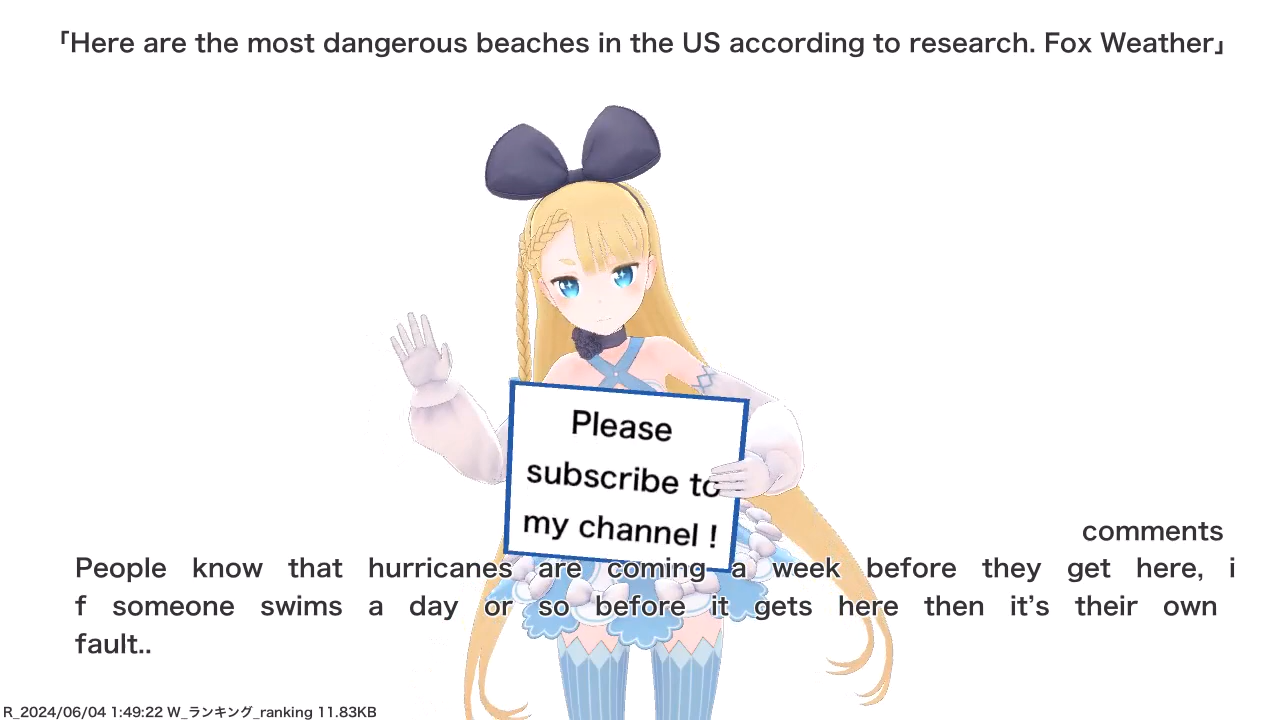 「Here are the most dangerous beaches in the US according to research. Fox Weather」
Please
subscribe to
my channel !
comments
People know that hurricanes are coming a week before they get here, i
f someone swims a day or so before it gets here then it’s their own
fault..
R_2024/06/04 1:49:22 W_ランキング_ranking 11.83KB